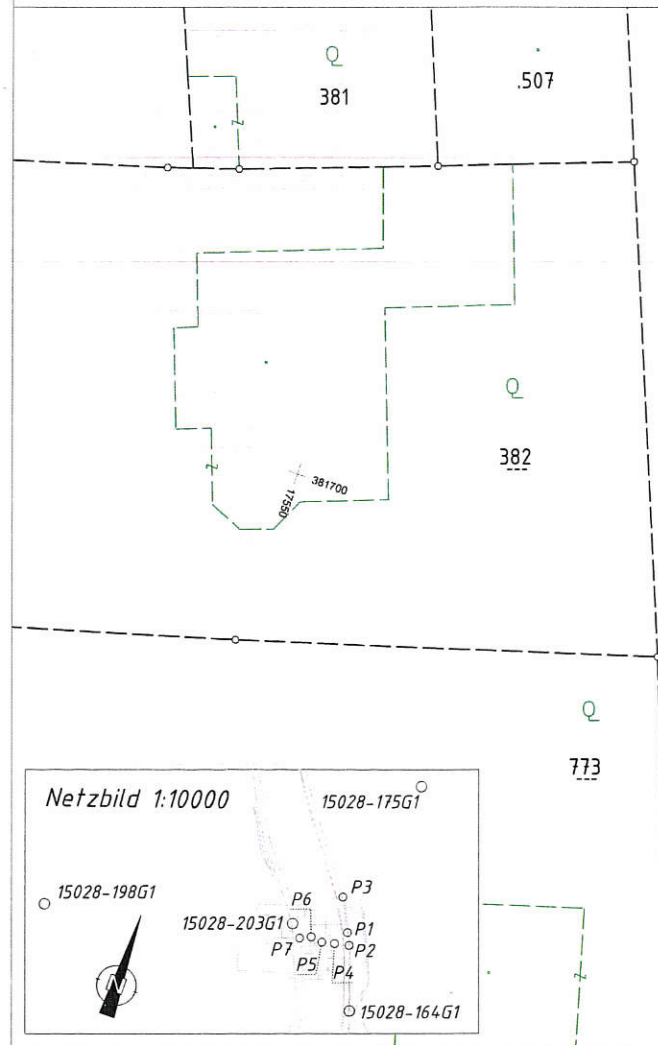 Q
381
.507
Q
382
381700
17550
Q
773
Netzbild 1:10000
15028-175G1
15028-198G1
P3
P6
15028-203G1
P1
P7
P2
P5
P4
N
15028-164G1